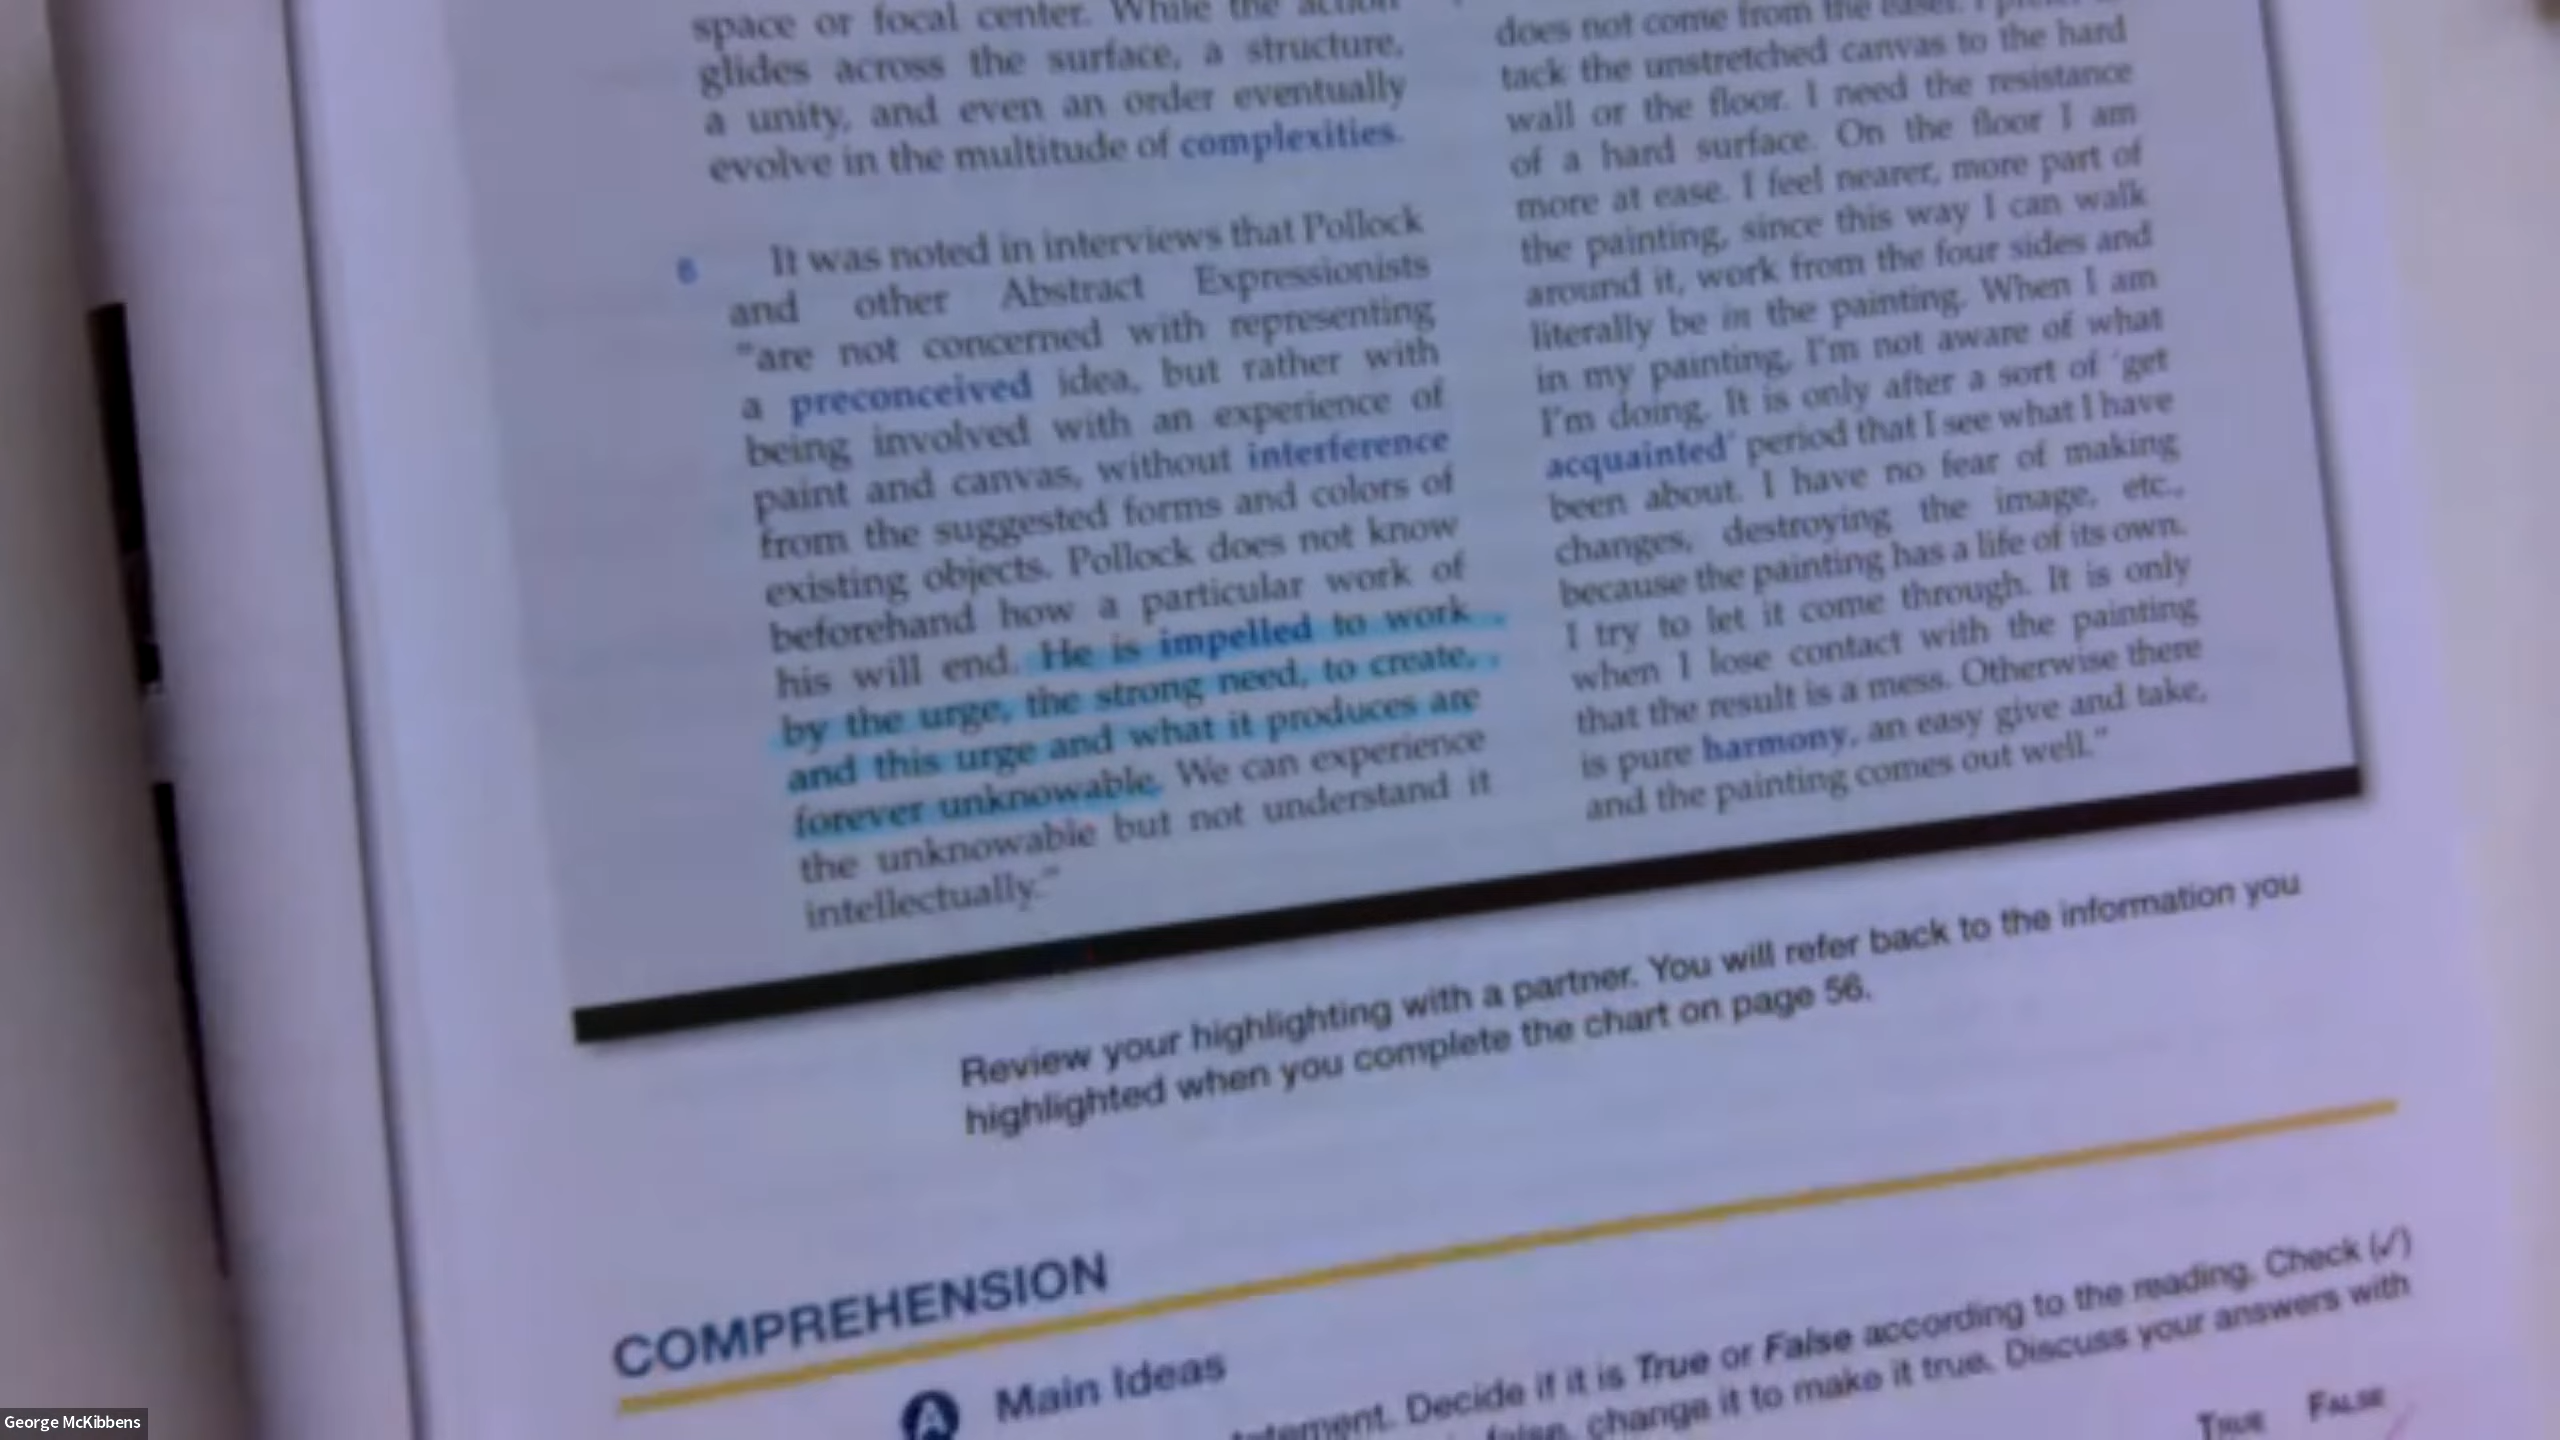 space or focal center. While the action
glides across the surface, a structure,
a unity, and even an order eventually
evolve in the multitude of complexities.
6 It was noted in interviews that Pollock
and other Abstract Expressionists
"are not concerned with representing
a preconceived idea, but rather with
being involved with an experience of
paint and canvas, without interference
from the suggested forms and colors of
existing objects. Pollock does not know
beforehand how a particular work of
his will end. He is impelled to work
by the urge, the strong need, to create,
and this urge and what it produces are
forever unknowable. We can experience
the unknowable but not understand it
intellectually."
does not come from the easel. I prefer
tack the unstretched canvas to the hard
wall or the floor. I need the resistance
of a hard surface. On the floor I am
more at ease. I feel nearer, more part of
the painting, since this way I can walk
around it, work from the four sides and
literally be in the painting. When I am
in my painting, I'm not aware of what
I'm doing. It is only after a sort of 'get
acquainted' period that I see what I have
been about. I have no fear of making
changes, destroying the image, etc.,
because the painting has a life of its own.
I try to let it come through. It is only
when I lose contact with the painting
that the result is a mess. Otherwise there
is pure harmony, an easy give and take,
and the painting comes out well."
Review your highlighting with a partner. You will refer back to the information you
highlighted when you complete the chart on page 56.
COMPREHENSION
A Main Ideas
statement. Decide if it is True or False according to the reading. Check (✓)
false, change it to make it true. Discuss your answers with
TRUE FALSE
George McKibbens